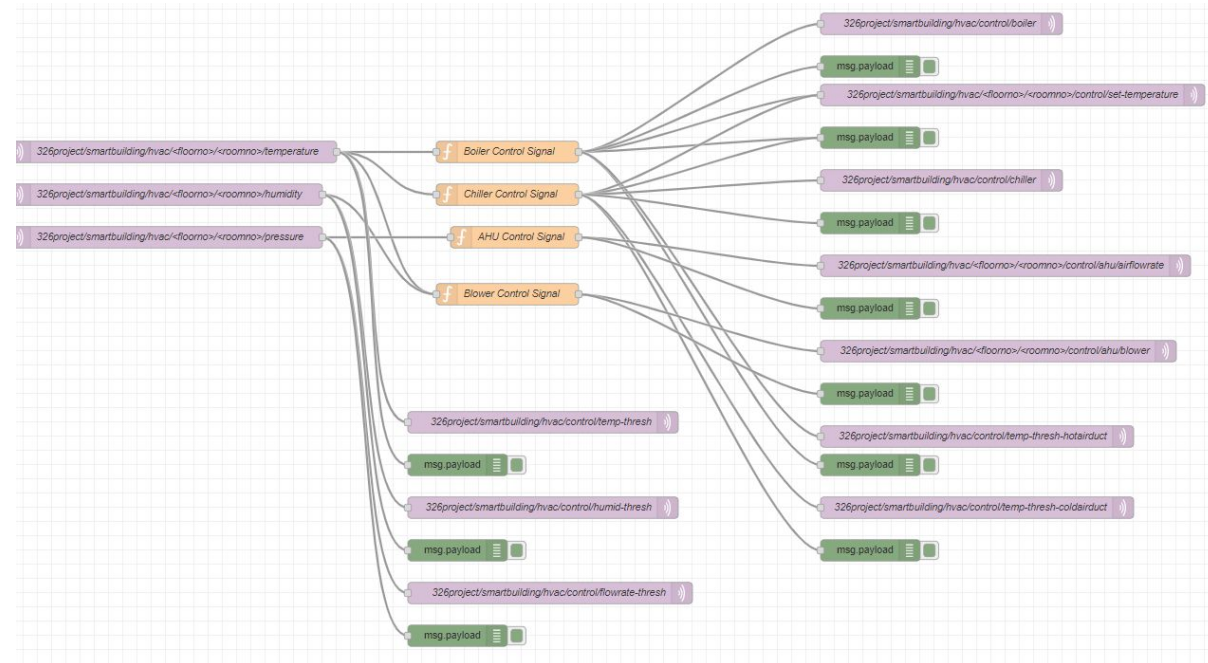 326project/smartbuilding/hvac/control/boiler
msg.payload
326project/smartbuilding/hvac/<floorno>/<roomno>/control/set-temperature
msg.payload
326project/smartbuilding/hvac/<floorno>/<roomno>/temperature
Boiler Control Signal
326project/smartbuilding/hvac/control/chiller
326project/smartbuilding/hvac/<floorno>/<roomno>/humidity
Chiller Control Signal
msg.payload
326project/smartbuilding/hvac/<floorno>/<roomno>/pressure
AHU Control Signal
326project/smartbuilding/hvac/<floorno>/<roomno>/control/ahu/airflowrate
Blower Control Signal
msg.payload
326project/smartbuilding/hvac/<floorno>/<roomno>/control/ahu/blower
msg.payload
326project/smartbuilding/hvac/control/temp-thresh
326project/smartbuilding/hvac/control/temp-thresh-hotairduct
msg.payload
msg.payload
326project/smartbuilding/hvac/control/humid-thresh
326project/smartbuilding/hvac/control/temp-thresh-coldairduct
msg.payload
msg.payload
326project/smartbuilding/hvac/control/flowrate-thresh
msg.payload